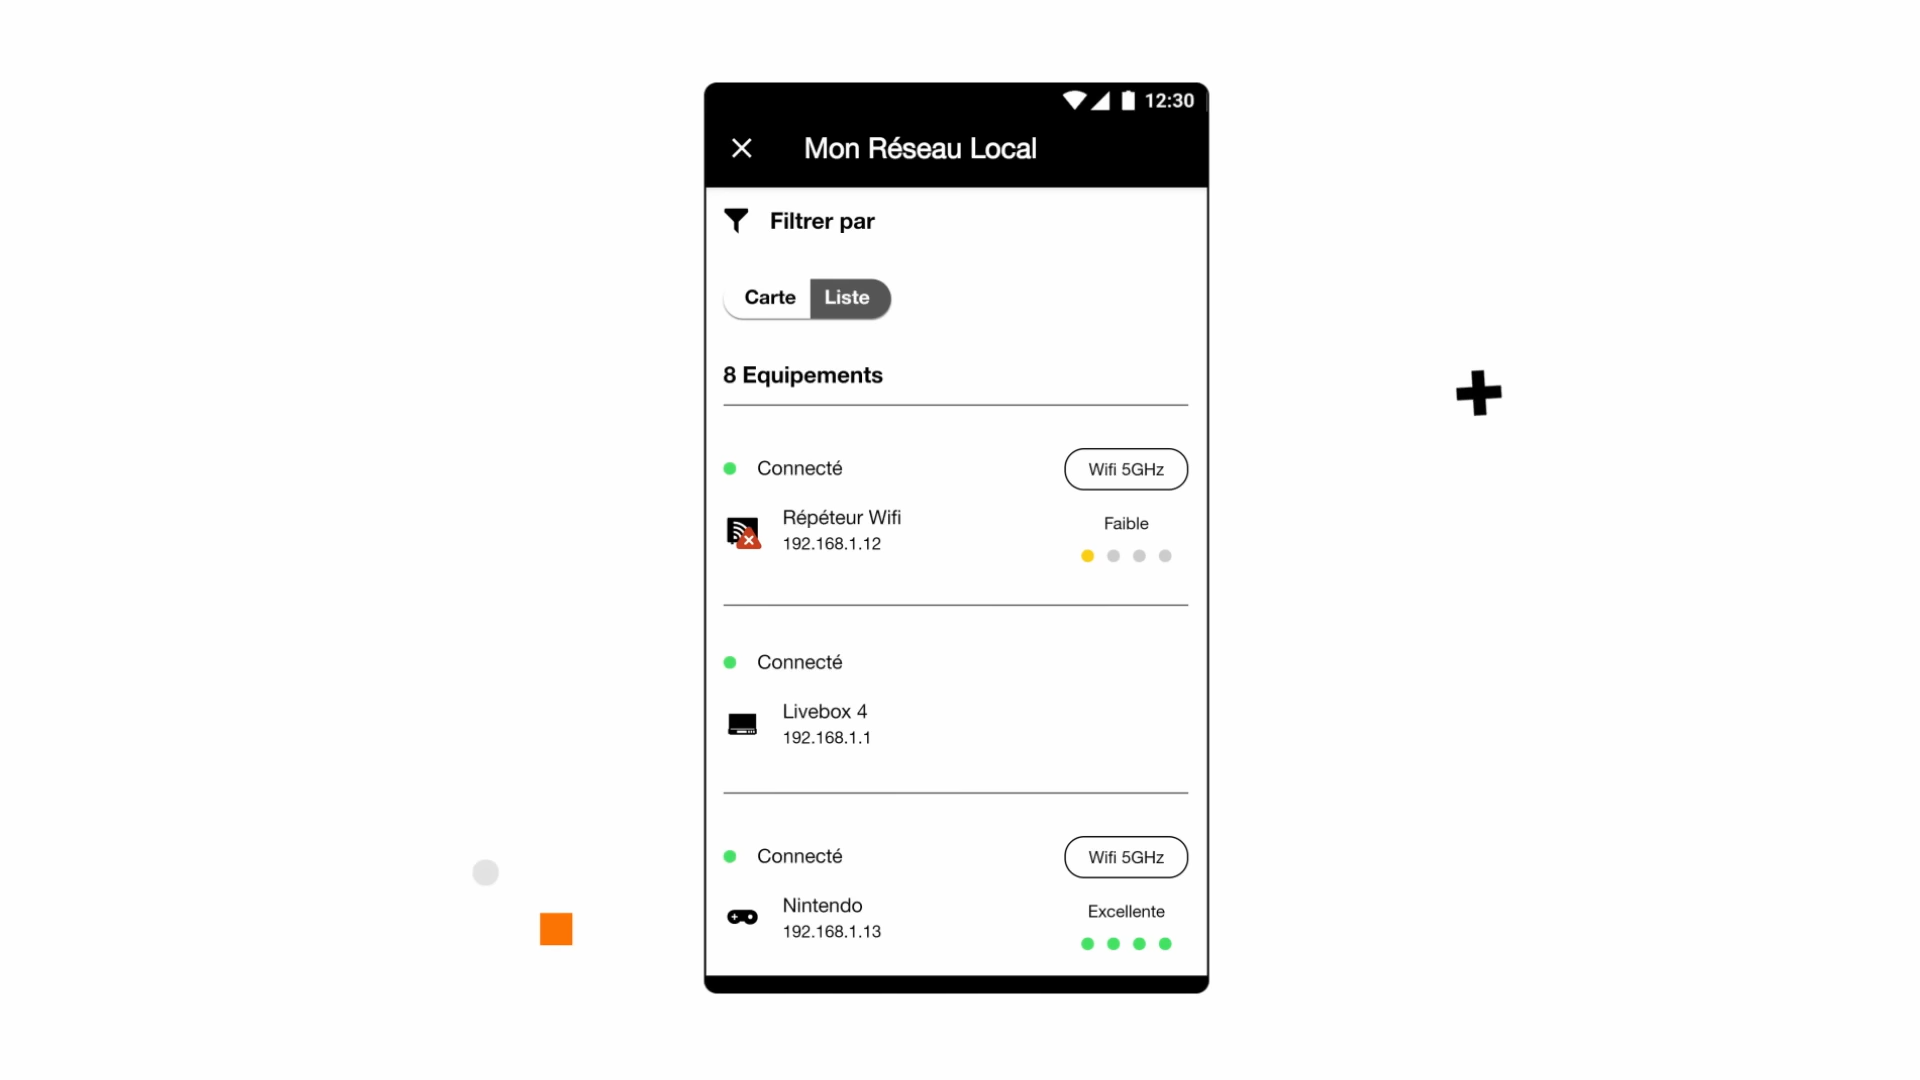 12:30
Mon Réseau Local
Filtrer par
Carte Liste
8 Equipements
Connecté Wifi 5GHz
Répéteur Wifi
192.168.1.12
Faible
Connecté
Livebox 4
192.168.1.1
Connecté Wifi 5GHz
Nintendo
192.168.1.13
Excellente